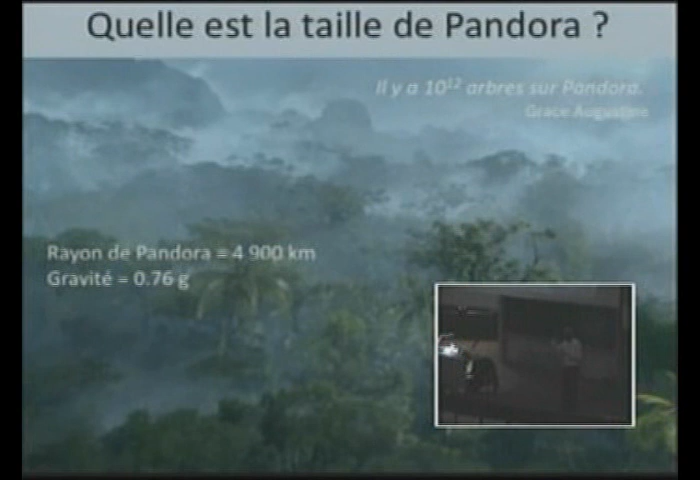 Quelle est la taille de Pandora ?
Il y a 10¹² arbres sur Pandora.
Grace Augustine
Rayon de Pandora = 4 900 km
Gravité = 0.76 g